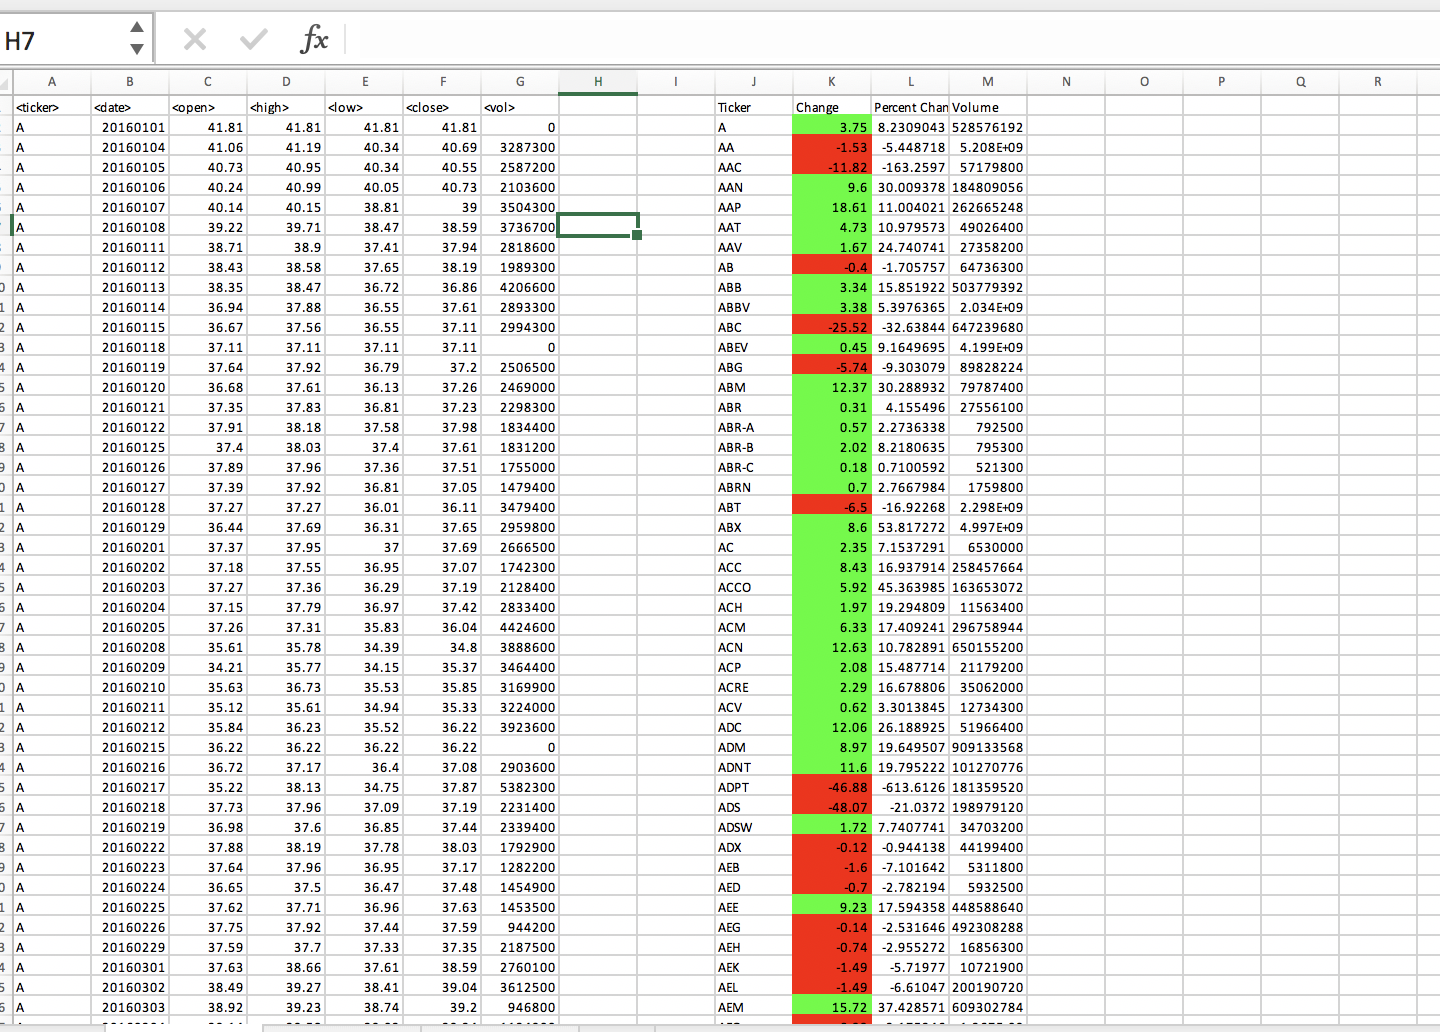 H7 fx
A B C D E F G H I J K L M N O P Q R
<ticker> <date> <open> <high> <low> <close> <vol> Ticker Change Percent Chan Volume
A 20160101 41.81 41.81 41.81 41.81 0 A 3.75 8.2309043 528576192
A 20160104 41.06 41.19 40.34 40.69 3287300 AA -1.53 -5.448718 5.208E+09
A 20160105 40.73 40.95 40.34 40.55 2587200 AAC -11.82 -163.2597 57179800
A 20160106 40.24 40.99 40.05 40.73 2103600 AAN 9.6 30.009378 184809056
A 20160107 40.14 40.15 38.81 39 3504300 AAP 18.61 11.004021 262665248
A 20160108 39.22 39.71 38.47 38.59 3736700 AAT 4.73 10.979573 49026400
A 20160111 38.71 38.9 37.41 37.94 2818600 AAV 1.67 24.740741 27358200
A 20160112 38.43 38.58 37.65 38.19 1989300 AB -0.4 -1.705757 64736300
A 20160113 38.35 38.47 36.72 36.86 4206600 ABB 3.34 15.851922 503779392
A 20160114 36.94 37.88 36.55 37.61 2893300 ABBV 3.38 5.3976365 2.034E+09
A 20160115 36.67 37.56 36.55 37.11 2994300 ABC -25.52 -32.63844 647239680
A 20160118 37.11 37.11 37.11 37.11 0 ABEV 0.45 9.1649695 4.199E+09
A 20160119 37.64 37.92 36.79 37.2 2506500 ABG -5.74 -9.303079 89828224
A 20160120 36.68 37.61 36.13 37.26 2469000 ABM 12.37 30.288932 79787400
A 20160121 37.35 37.83 36.81 37.23 2298300 ABR 0.31 4.155496 27556100
A 20160122 37.91 38.18 37.58 37.98 1834400 ABR-A 0.57 2.2736338 792500
A 20160125 37.4 38.03 37.4 37.61 1831200 ABR-B 2.02 8.2180635 795300
A 20160126 37.89 37.96 37.36 37.51 1755000 ABR-C 0.18 0.7100592 521300
A 20160127 37.39 37.92 36.81 37.05 1479400 ABRN 0.7 2.7667984 1759800
A 20160128 37.27 37.27 36.01 36.11 3479400 ABT -6.5 -16.92268 2.298E+09
A 20160129 36.44 37.69 36.31 37.65 2959800 ABX 8.6 53.817272 4.997E+09
A 20160201 37.37 37.95 37 37.69 2666500 AC 2.35 7.1537291 6530000
A 20160202 37.18 37.55 36.95 37.07 1742300 ACC 8.43 16.937914 258457664
A 20160203 37.27 37.36 36.29 37.19 2128400 ACCO 5.92 45.363985 163653072
A 20160204 37.15 37.79 36.97 37.42 2833400 ACH 1.97 19.294809 11563400
A 20160205 37.26 37.31 35.83 36.04 4424600 ACM 6.33 17.409241 296758944
A 20160208 35.61 35.78 34.39 34.8 3888600 ACN 12.63 10.782891 650155200
A 20160209 34.21 35.77 34.15 35.37 3464400 ACP 2.08 15.487714 21179200
A 20160210 35.63 36.73 35.53 35.85 3169900 ACRE 2.29 16.678806 35062000
A 20160211 35.12 35.61 34.94 35.33 3224000 ACV 0.62 3.3013845 12734300
A 20160212 35.84 36.23 35.52 36.22 3923600 ADC 12.06 26.188925 51966400
A 20160215 36.22 36.22 36.22 36.22 0 ADM 8.97 19.649507 909133568
A 20160216 36.72 37.17 36.4 37.08 2903600 ADNT 11.6 19.795222 101270776
A 20160217 35.22 38.13 34.75 37.87 5382300 ADPT -46.88 -613.6126 181359520
A 20160218 37.73 37.96 37.09 37.19 2231400 ADS -48.07 -21.0372 198979120
A 20160219 36.98 37.6 36.85 37.44 2339400 ADSW 1.72 7.7407741 34703200
A 20160222 37.88 38.19 37.78 38.03 1792900 ADX -0.12 -0.944138 44199400
A 20160223 37.64 37.96 36.95 37.17 1282200 AEB -1.6 -7.101642 5311800
A 20160224 36.65 37.5 36.47 37.48 1454900 AED -0.7 -2.782194 5932500
A 20160225 37.62 37.71 36.96 37.63 1453500 AEE 9.23 17.594358 448588640
A 20160226 37.75 37.92 37.44 37.59 944200 AEG -0.14 -2.531646 492308288
A 20160229 37.59 37.7 37.33 37.35 2187500 AEH -0.74 -2.955272 16856300
A 20160301 37.63 38.66 37.61 38.59 2760100 AEK -1.49 -5.71977 10721900
A 20160302 38.49 39.27 38.41 39.04 3612500 AEL -1.49 -6.61047 200190720
A 20160303 38.92 39.23 38.74 39.2 946800 AEM 15.72 37.428571 609302784